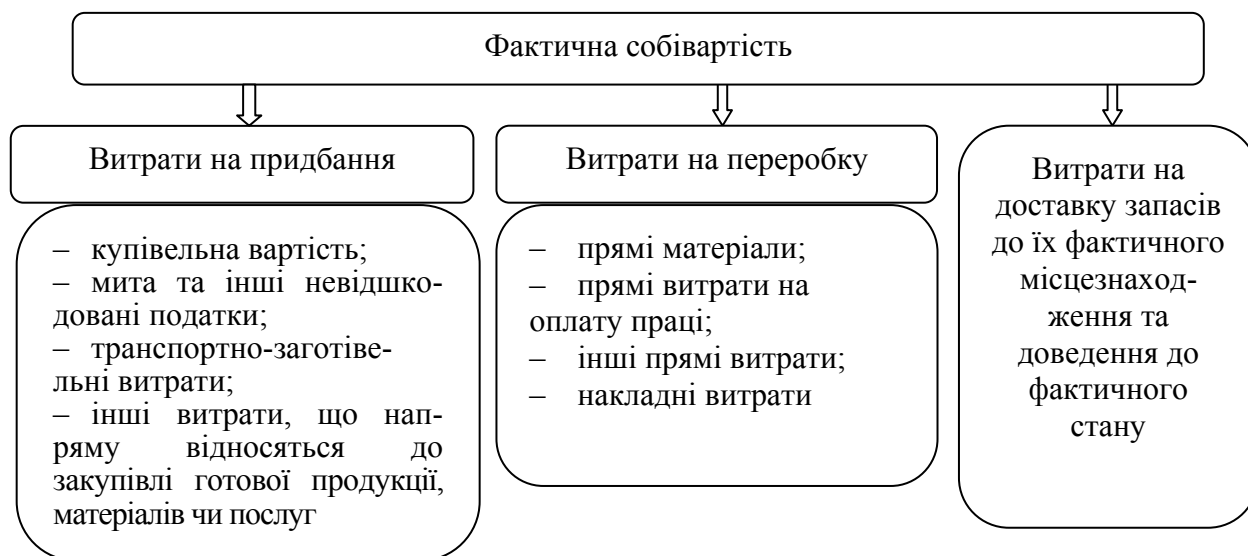 Фактична собівартість
Витрати на придбання
– купівельна вартість;
– мита та інші невідшко-
довані податки;
– транспортно-заготіве-
льні витрати;
– інші витрати, що нап-
ряму відносяться до
закупівлі готової продукції,
матеріалів чи послуг
Витрати на переробку
– прямі матеріали;
– прямі витрати на
оплату праці;
– інші прямі витрати;
– накладні витрати
Витрати на
доставку запасів
до їх фактичного
місцезнаход-
ження та
доведення до
фактичного
стану